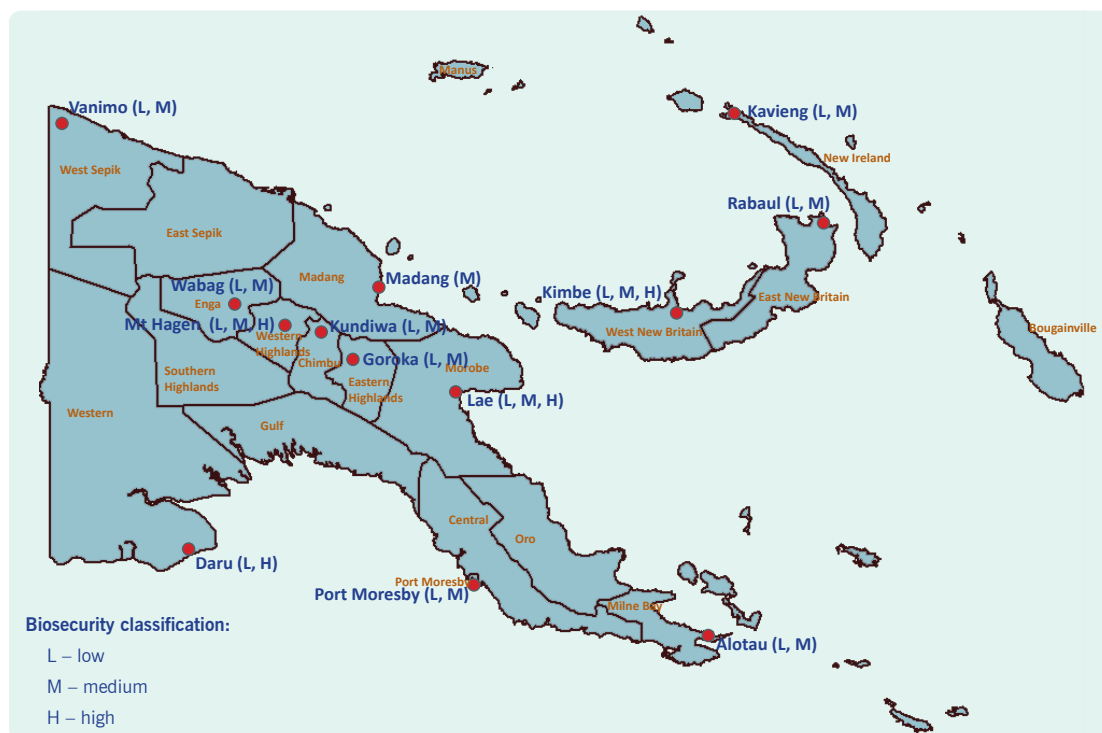 Manus
Vanimo (L, M)
Kavieng (L, M)
New Ireland
West Sepik
Rabaul (L, M)
East Sepik
Madang
Madang (M)
Wabag (L, M)
Enga
Kimbe (L, M, H)
East New Britain
Mt Hagen (L, M, H)
Kundiwa (L, M)
West New Britain
Bougainville
Western
Highlands
Chimbu
Goroka (L, M)
Morobe
Southern
Highlands
Eastern
Highlands
Lae (L, M, H)
Western
Gulf
Central
Oro
Daru (L, H)
Port Moresby
Port Moresby (L, M)
Milne Bay
Alotau (L, M)
Biosecurity classification:
L – low
M – medium
H – high